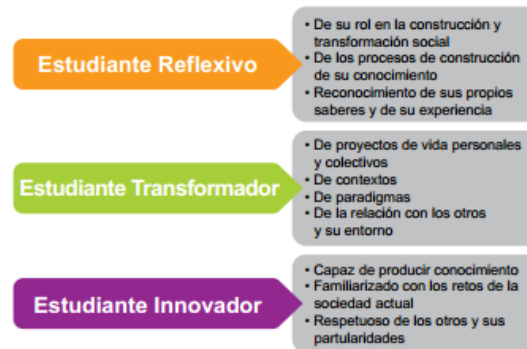 Estudiante Reflexivo
• De su rol en la construcción y
transformación social
• De los procesos de construcción
de su conocimiento
• Reconocimiento de sus propios
saberes y de su experiencia
Estudiante Transformador
• De proyectos de vida personales
y colectivos
• De contextos
• De paradigmas
• De la relación con los otros
y su entorno
Estudiante Innovador
• Capaz de producir conocimiento
• Familiarizado con los retos de la
sociedad actual
• Respetuoso de los otros y sus
partularidades